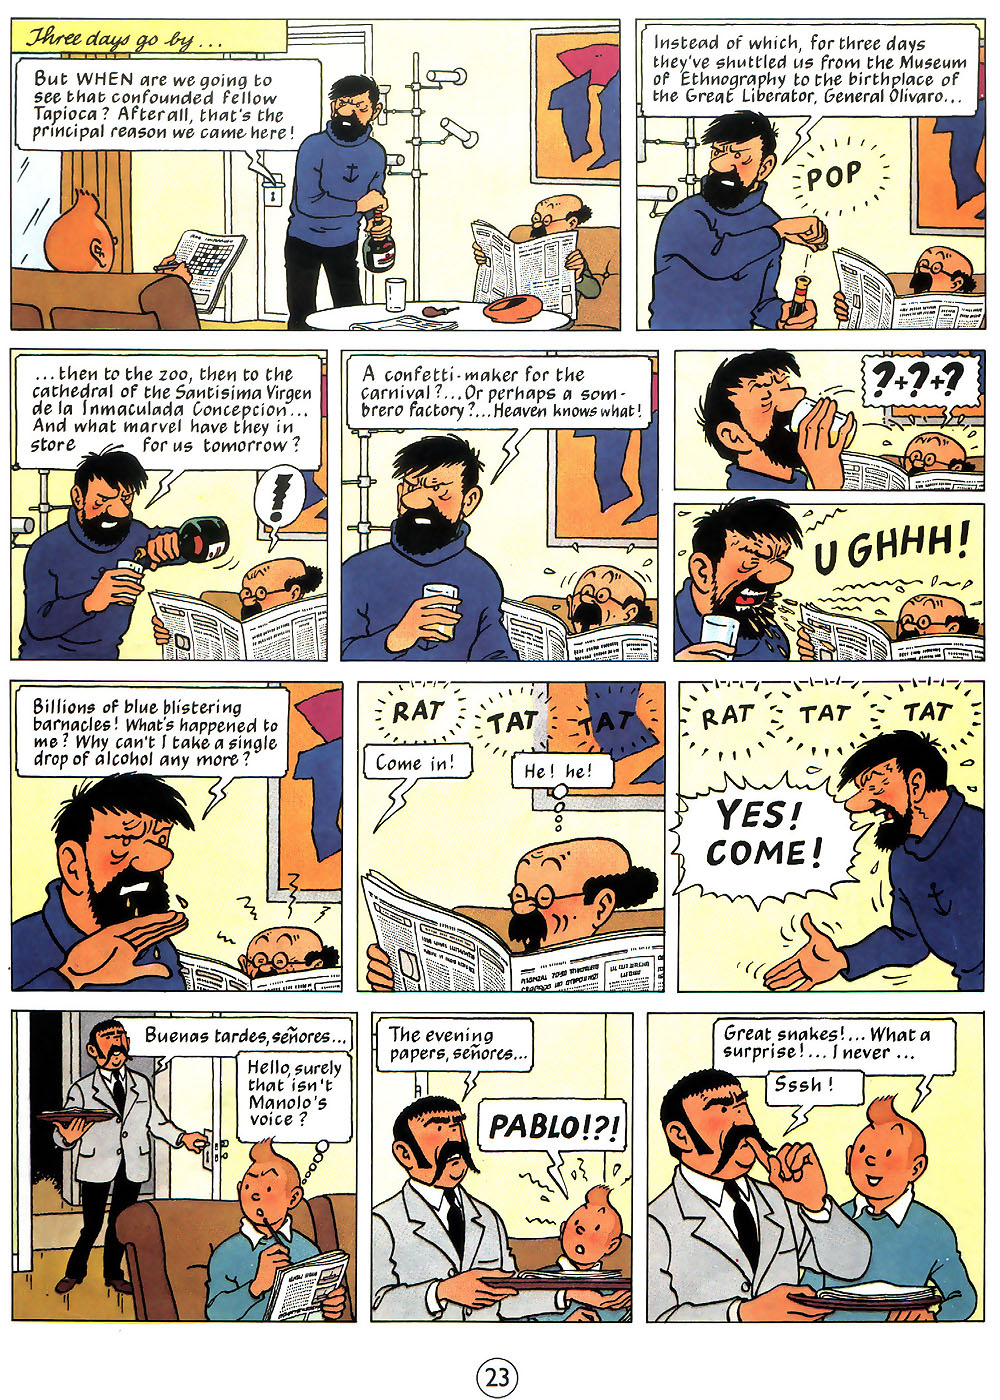 Three days go by...
But WHEN are we going to
see that confounded fellow
Tapioca? After all, that's the
principal reason we came here!
Instead of which, for three days
they've shuttled us from the Museum
of Ethnography to the birthplace of
the Great Liberator, General Olivaro...
POP
...then to the zoo, then to the
cathedral of the Santisima Virgen
de la Inmaculada Concepcion...
And what marvel have they in
store for us tomorrow?
!
A confetti-maker for the
carnival?...Or perhaps a som-
brero factory?...Heaven knows what!
?+?+?
UGHHH!
Billions of blue blistering
barnacles! What's happened to
me? Why can't I take a single
drop of alcohol any more?
RAT
TAT
TAT
Come in!
He! he!
RAT
TAT
TAT
YES!
COME!
Buenas tardes, señores...
Hello, surely
that isn't
Manolo's
voice?
The evening
papers, señores...
PABLO!?!
Great snakes!... What a
surprise!... I never...
Sssh!
23